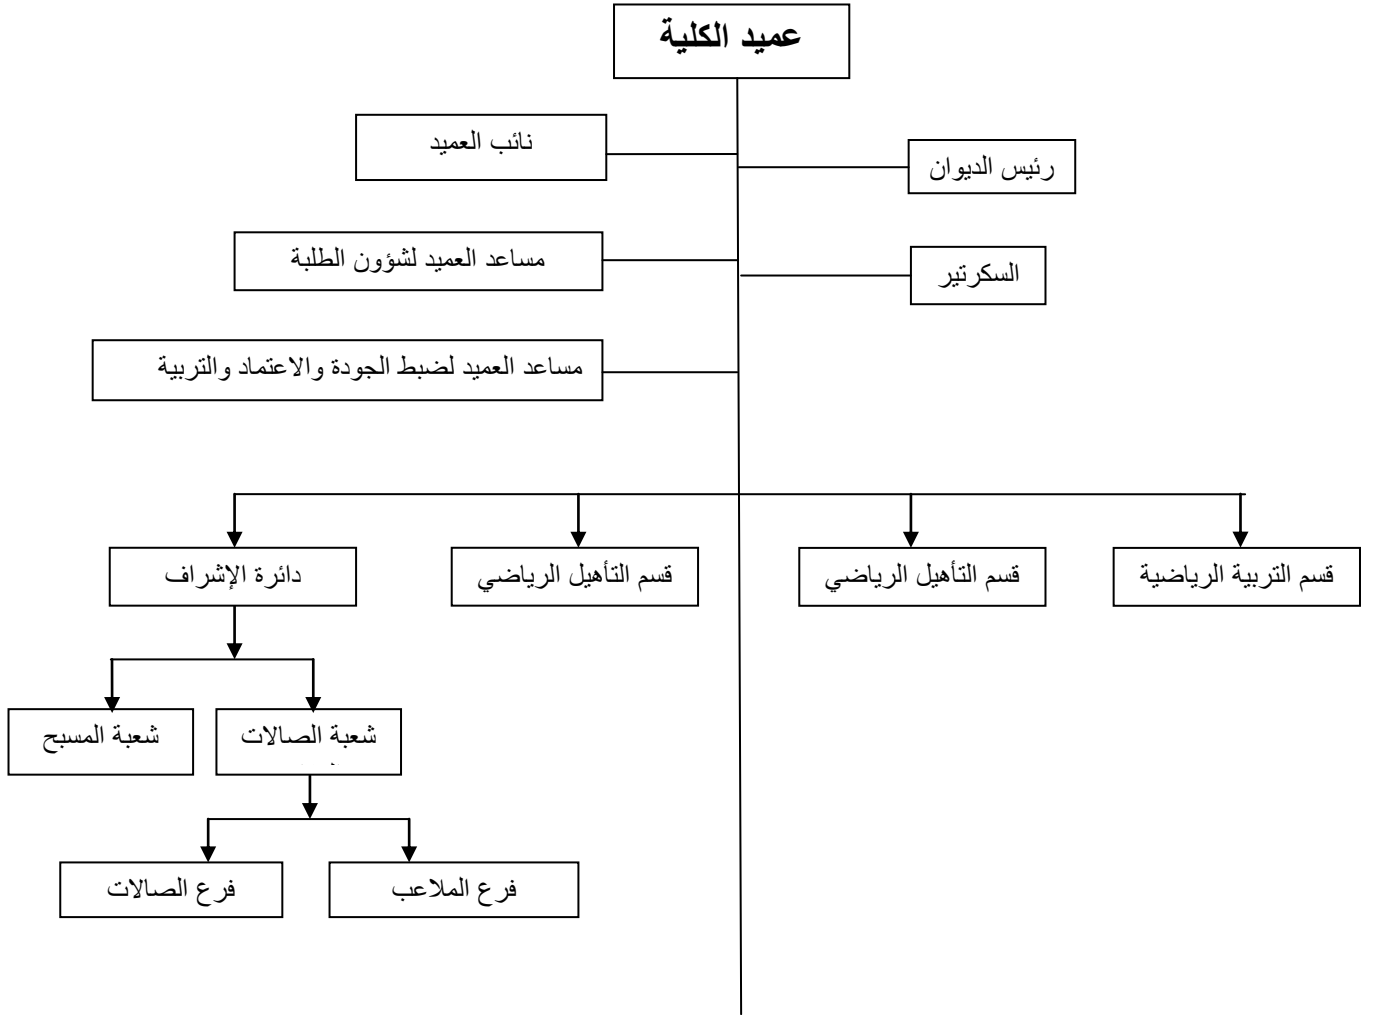 عميد الكلية
نائب العميد
رئيس الديوان
مساعد العميد لشؤون الطلبة
السكرتير
مساعد العميد لضبط الجودة والاعتماد والتربية
قسم التربية الرياضية
قسم التأهيل الرياضي
قسم التأهيل الرياضي
دائرة الإشراف
شعبة الصالات
شعبة المسبح
فرع الملاعب
فرع الصالات